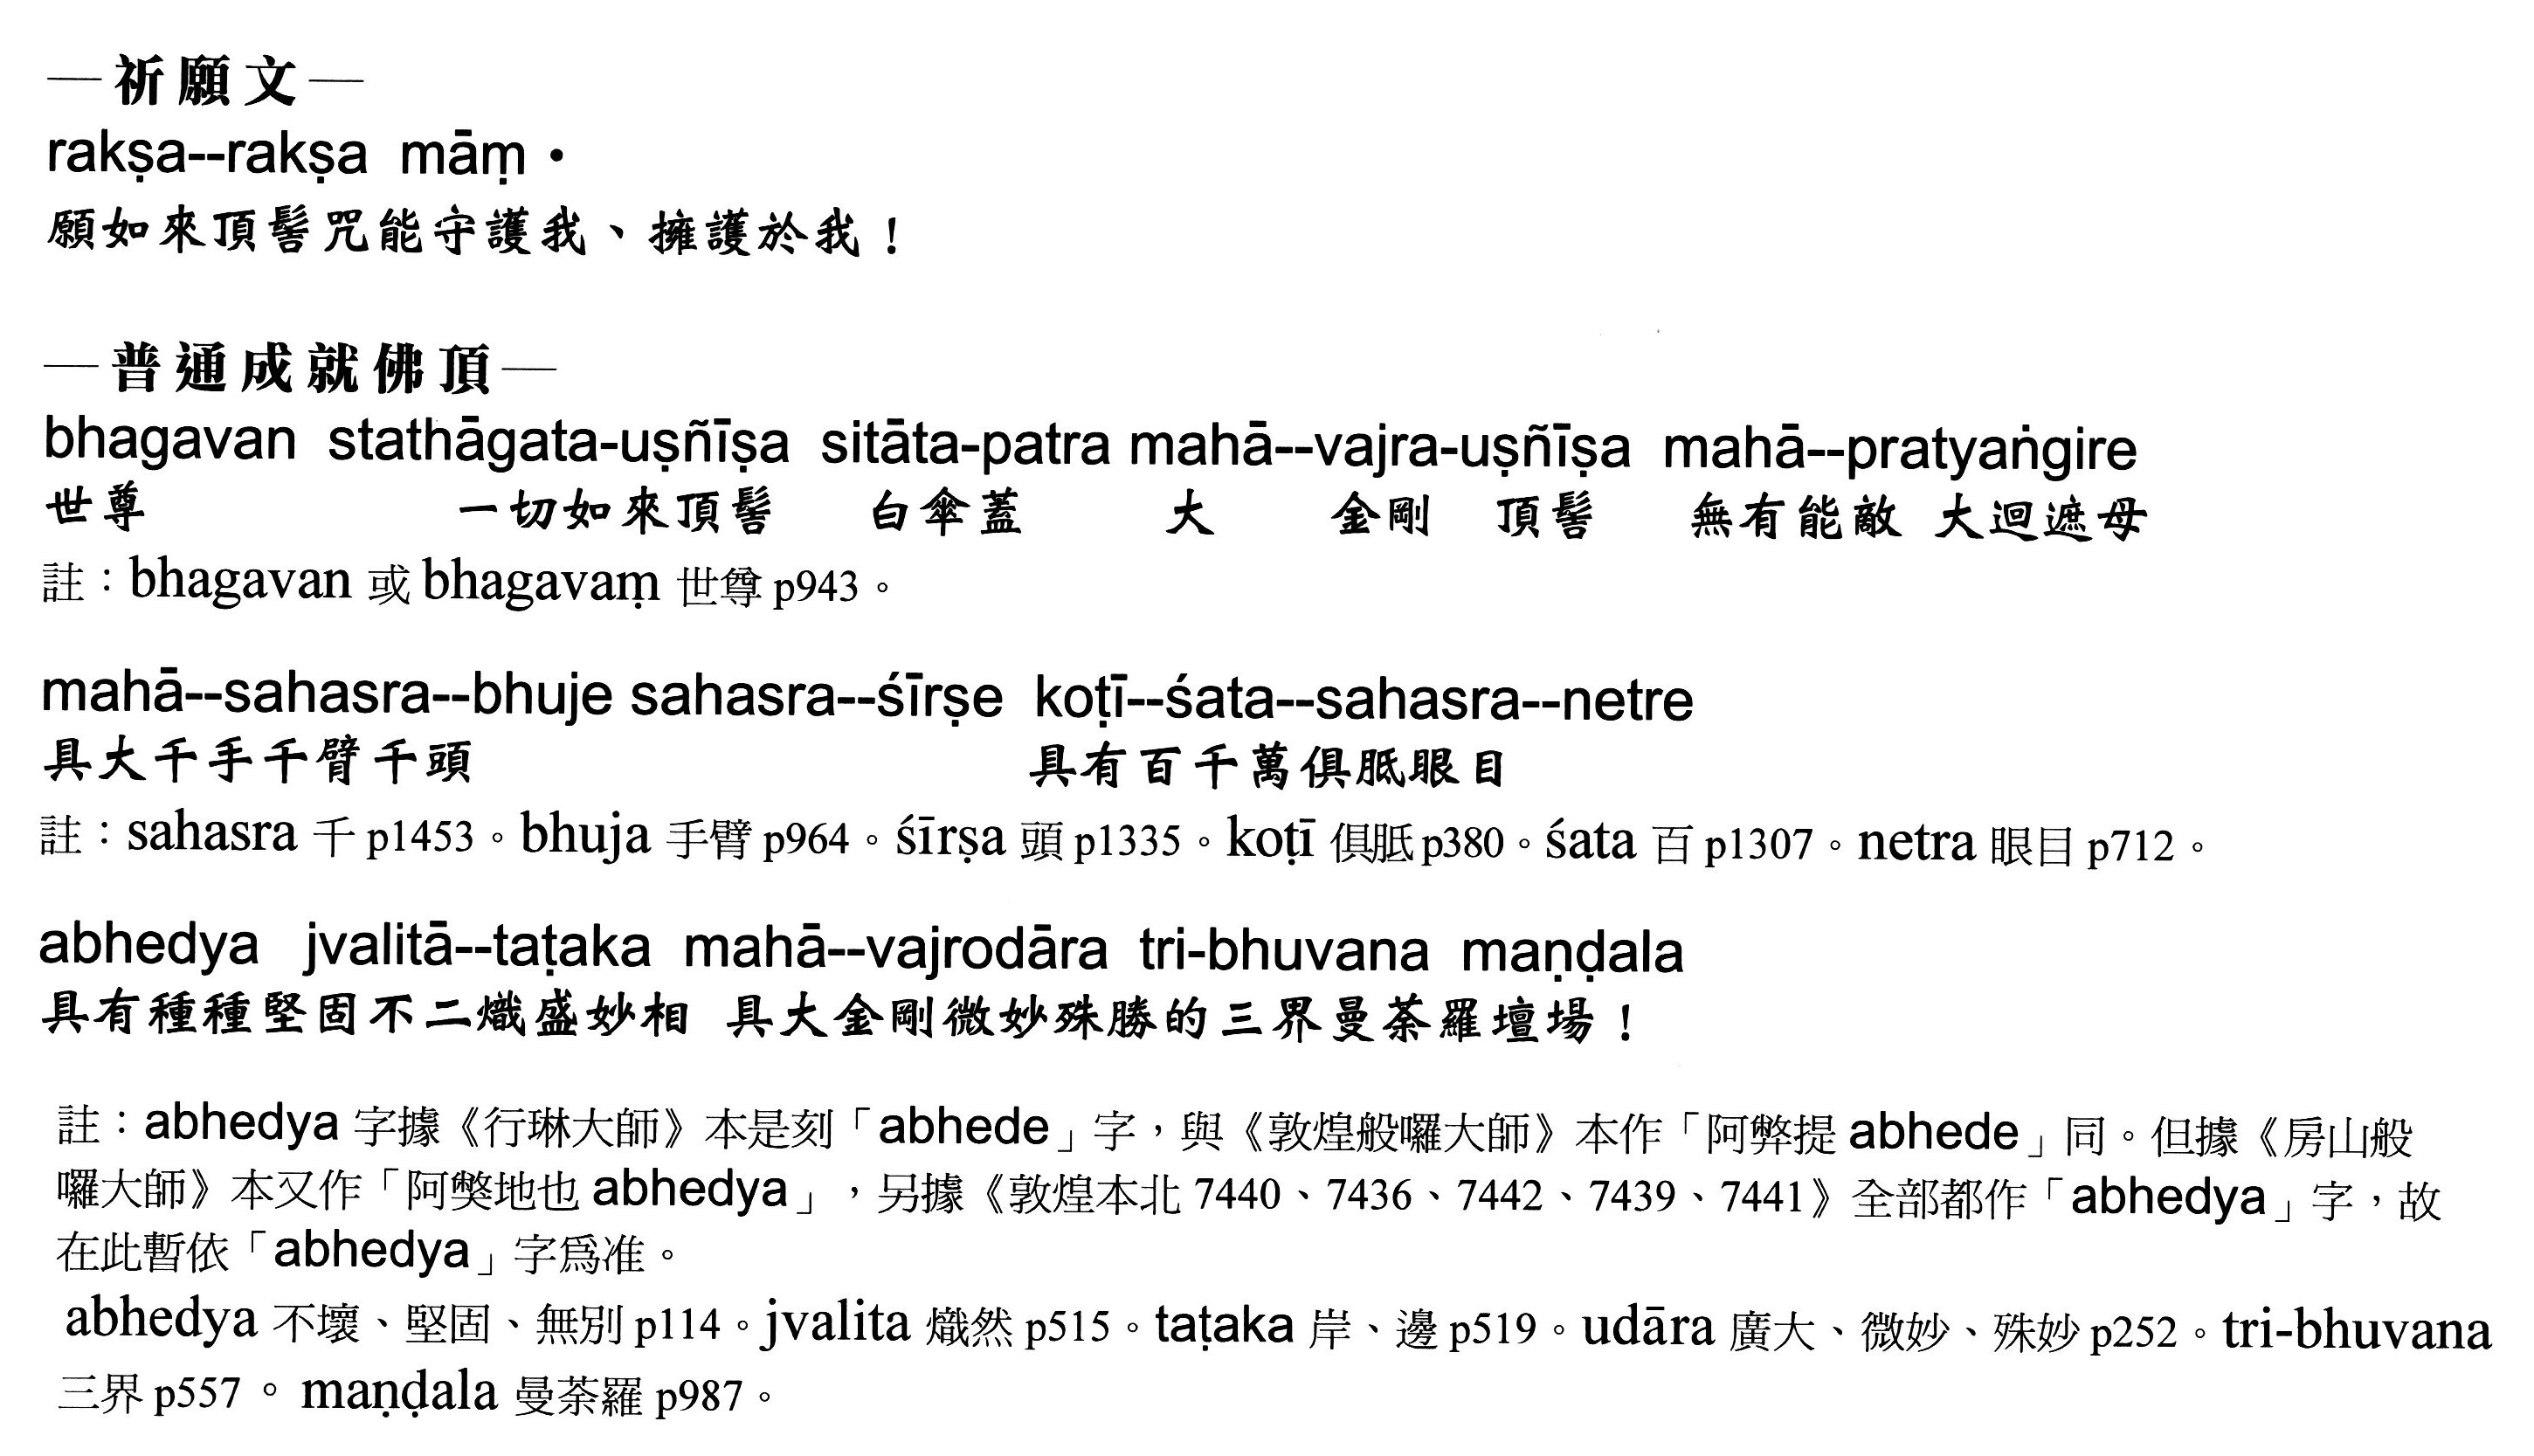 —祈願文—
rakṣa--rakṣa māṃ •
願如來頂髻咒能守護我、擁護於我！
—普通成就佛頂—
bhagavan stathāgata-uṣñīṣa sitāta-patra mahā--vajra-uṣñīṣa mahā--pratyaṅgire
世尊 一切如來頂髻 白傘蓋 大 金剛 頂髻 無有能敵 大迴遮母
註：bhagavan 或 bhagavaṃ 世尊 p943。
mahā--sahasra--bhuje sahasra--śīrṣe koṭī--śata--sahasra--netre
具大千手千臂千頭 具有百千萬俱胝眼目
註：sahasra 千 p1453。bhuja 手臂 p964。śīrṣa 頭 p1335。koṭī 俱胝 p380。śata 百 p1307。netra 眼目 p712。
abhedya jvalitā--taṭaka mahā--vajrodāra tri-bhuvana maṇḍala
具有種種堅固不二熾盛妙相 具大金剛微妙殊勝的三界曼荼羅壇場！
註：abhedya 字據《行琳大師》本是刻「abhede」字，與《敦煌般囉大師》本作「阿弊提 abhede」同。但據《房山般
囉大師》本又作「阿獘地也 abhedya」，另據《敦煌本北 7440、7436、7442、7439、7441》全部都作「abhedya」字，故
在此暫依「abhedya」字爲准。
abhedya 不壞、堅固、無別 p114。jvalita 熾然 p515。taṭaka 岸、邊 p519。udāra 廣大、微妙、殊妙 p252。tri-bhuvana
三界 p557。maṇḍala 曼荼羅 p987。